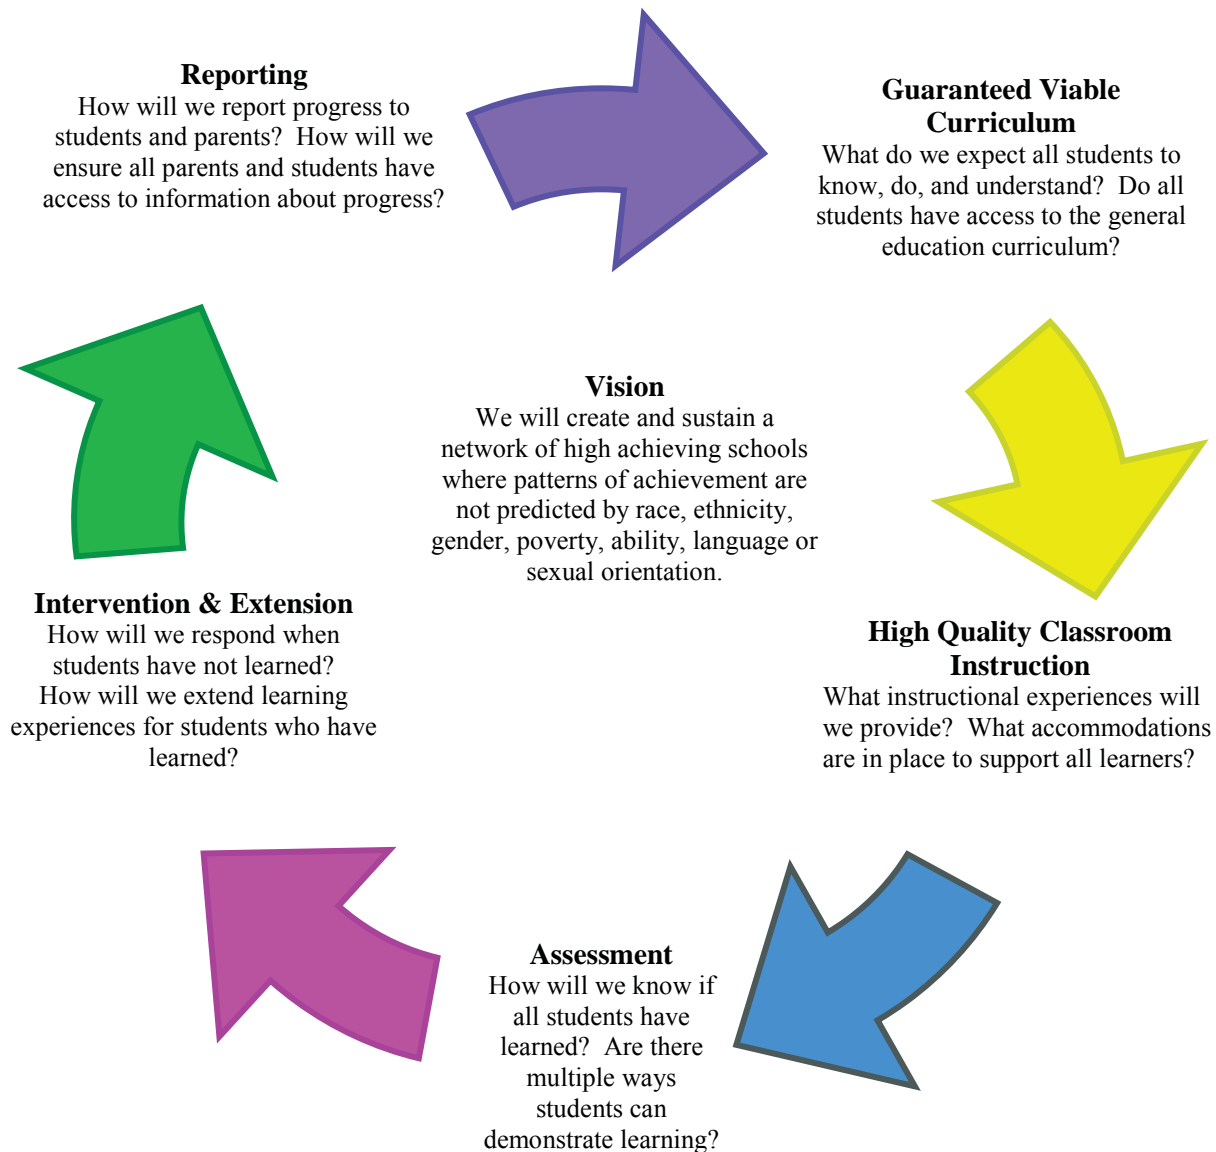 Reporting
How will we report progress to
students and parents?  How will we
ensure all parents and students have
access to information about progress?
Guaranteed Viable
Curriculum
What do we expect all students to
know, do, and understand?  Do all
students have access to the general
education curriculum?
Vision
We will create and sustain a
network of high achieving schools
where patterns of achievement are
not predicted by race, ethnicity,
gender, poverty, ability, language or
sexual orientation.
Intervention & Extension
How will we respond when
students have not learned?
How will we extend learning
experiences for students who have
learned?
High Quality Classroom
Instruction
What instructional experiences will
we provide?  What accommodations
are in place to support all learners?
Assessment
How will we know if
all students have
learned?  Are there
multiple ways
students can
demonstrate learning?